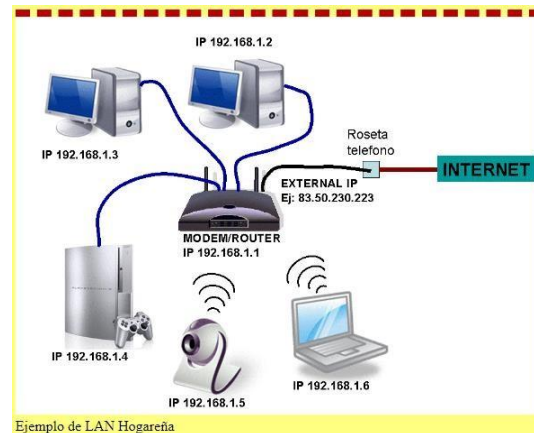 IP 192.168.1.2
IP 192.168.1.3
Roseta
telefono
INTERNET
EXTERNAL IP
Ej: 83.50.230.223
MODEM/ROUTER
IP 192.168.1.1
IP 192.168.1.4
IP 192.168.1.5
IP 192.168.1.6
Ejemplo de LAN Hogareña